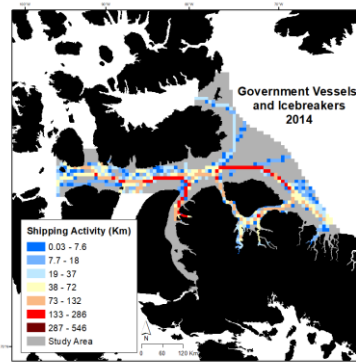 Government Vessels
and Icebreakers
2014
Shipping Activity (Km)
0.03 - 7.6
7.7 - 18
19 - 37
38 - 72
73 - 132
133 - 286
287 - 546
Study Area
N
0
60
120
Km